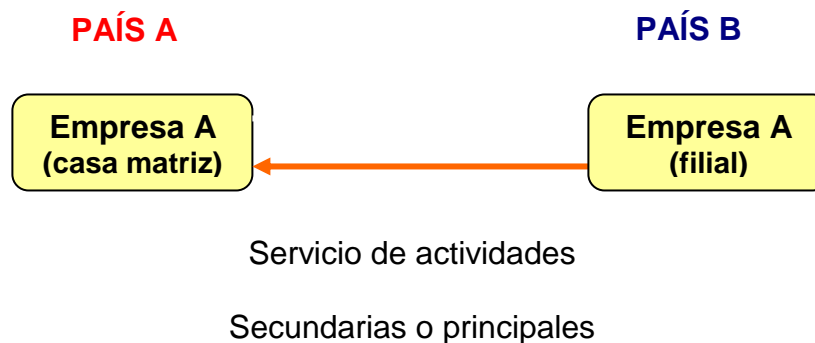 PAÍS A
PAÍS B
Empresa A
(casa matriz)
Empresa A
(filial)
Servicio de actividades
Secundarias o principales